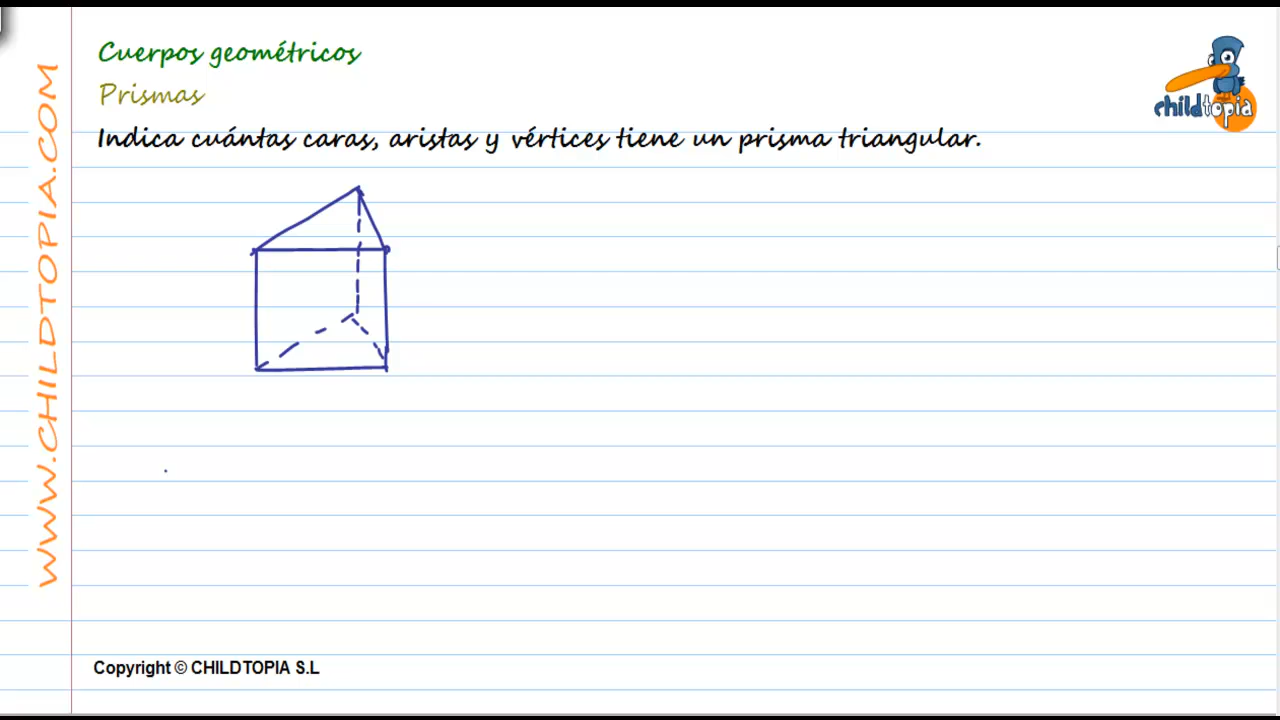 Cuerpos geométricos
Prismas
Indica cuántas caras, aristas y vértices tiene un prisma triangular.
childtopia
WWW.CHILDTOPIA.COM
Copyright © CHILDTOPIA S.L